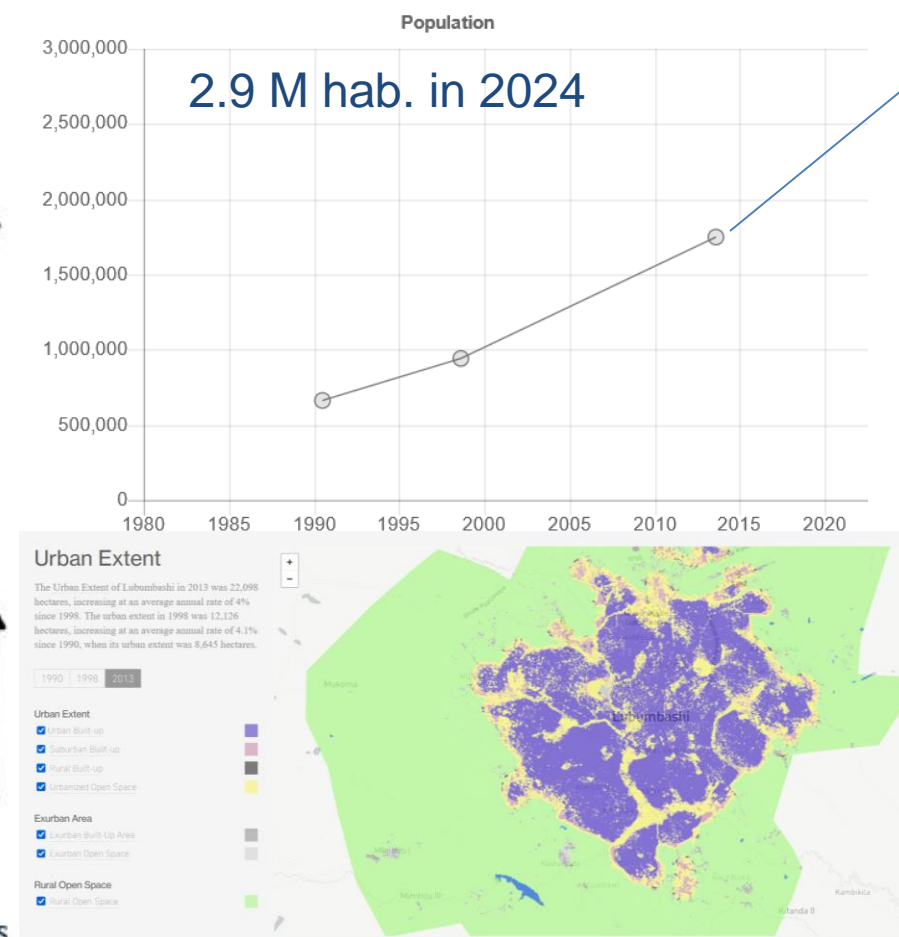 Population
3,000,000
2.9 M hab. in 2024
2,500,000
2,000,000
1,500,000
1,000,000
500,000
0
1980 1985 1990 1995 2000 2005 2010 2015 2020
Urban Extent
The Urban Extent of Lubumbashi in 2013 was 22,098
hectares, increasing at an average annual rate of 4%
since 1998. The urban extent in 1998 was 12,126
hectares, increasing at an average annual rate of 4.1%
since 1990, when its urban extent was 8,645 hectares.
1990 1998 2013
Urban Extent
Urban Built-up
Suburban Built-up
Rural Built-up
Urbanized Open Space
Exurban Area
Exurban Built-Up Area
Exurban Open Space
Rural Open Space
Rural Open Space
+
−
Mukoma
Lubumbashi
Kambikila
Kitanda II
s